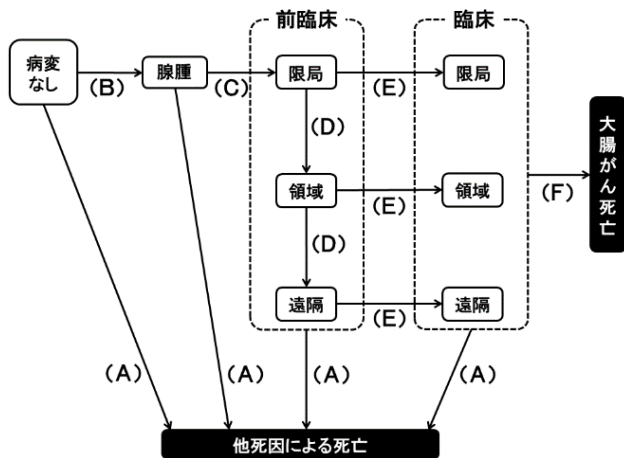 前臨床
臨床
病変
なし
(B)
腺腫
(C)
限局
(E)
限局
(D)
領域
(E)
領域
(F)
大腸がん死亡
(D)
遠隔
(E)
遠隔
(A)
(A)
(A)
(A)
他死因による死亡